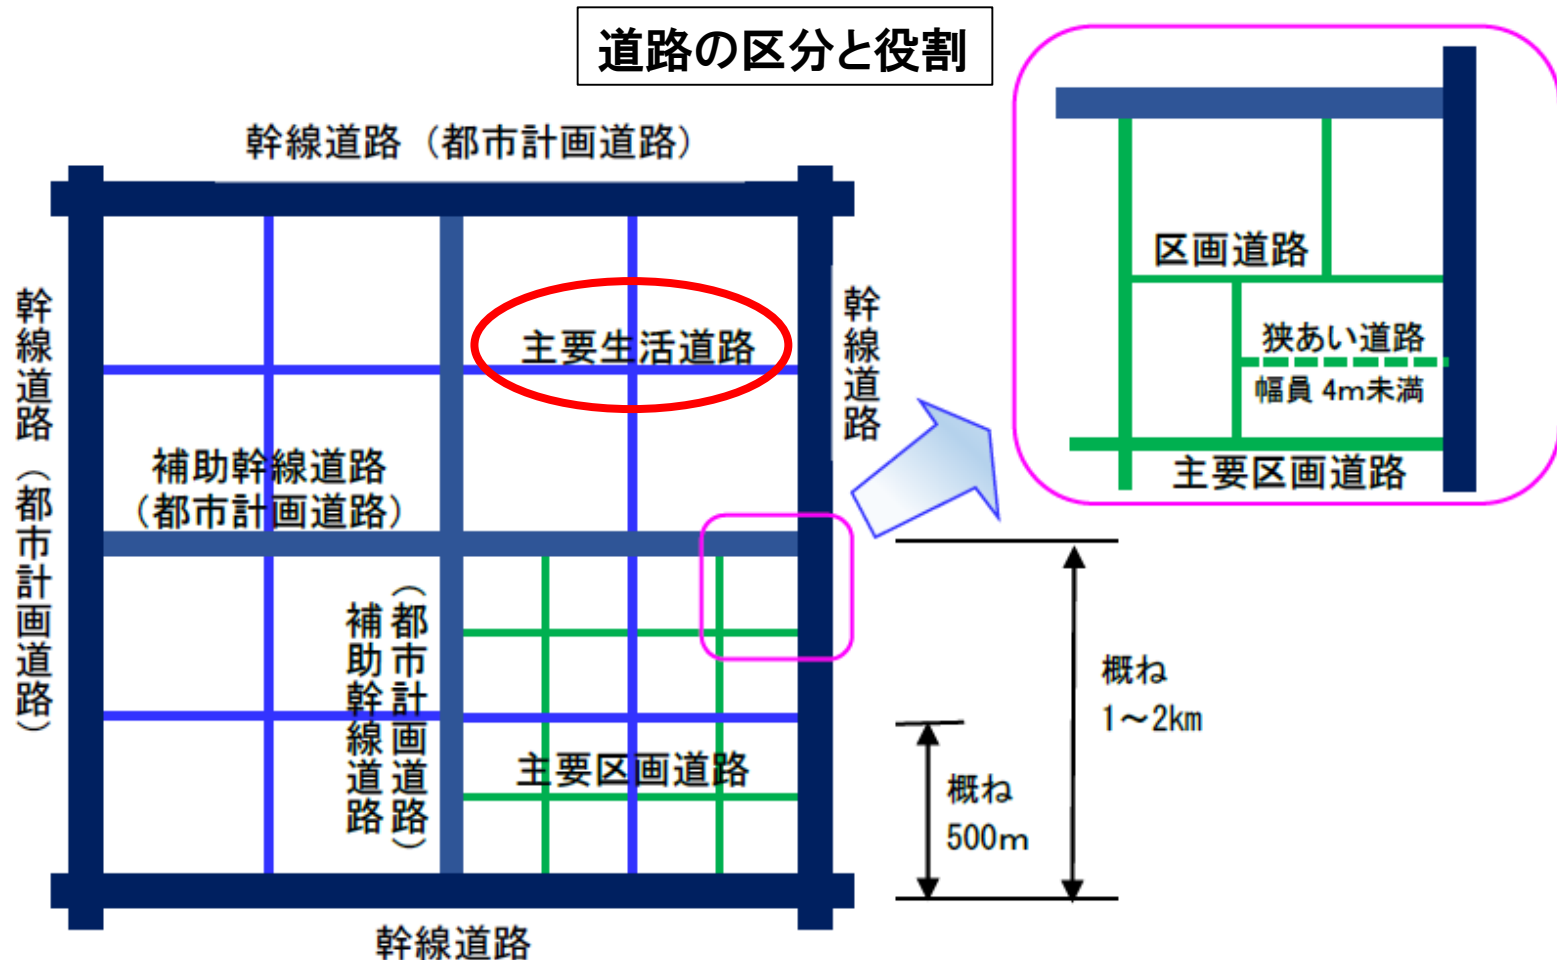 道路の区分と役割
幹線道路（都市計画道路）
幹線道路（都市計画道路）
主要生活道路
幹線道路
補助幹線道路
（都市計画道路）
（都市計画道路）
補助幹線道路
主要区画道路
幹線道路
区画道路
狭あい道路
幅員 4m未満
主要区画道路
概ね
1～2km
概ね
500m